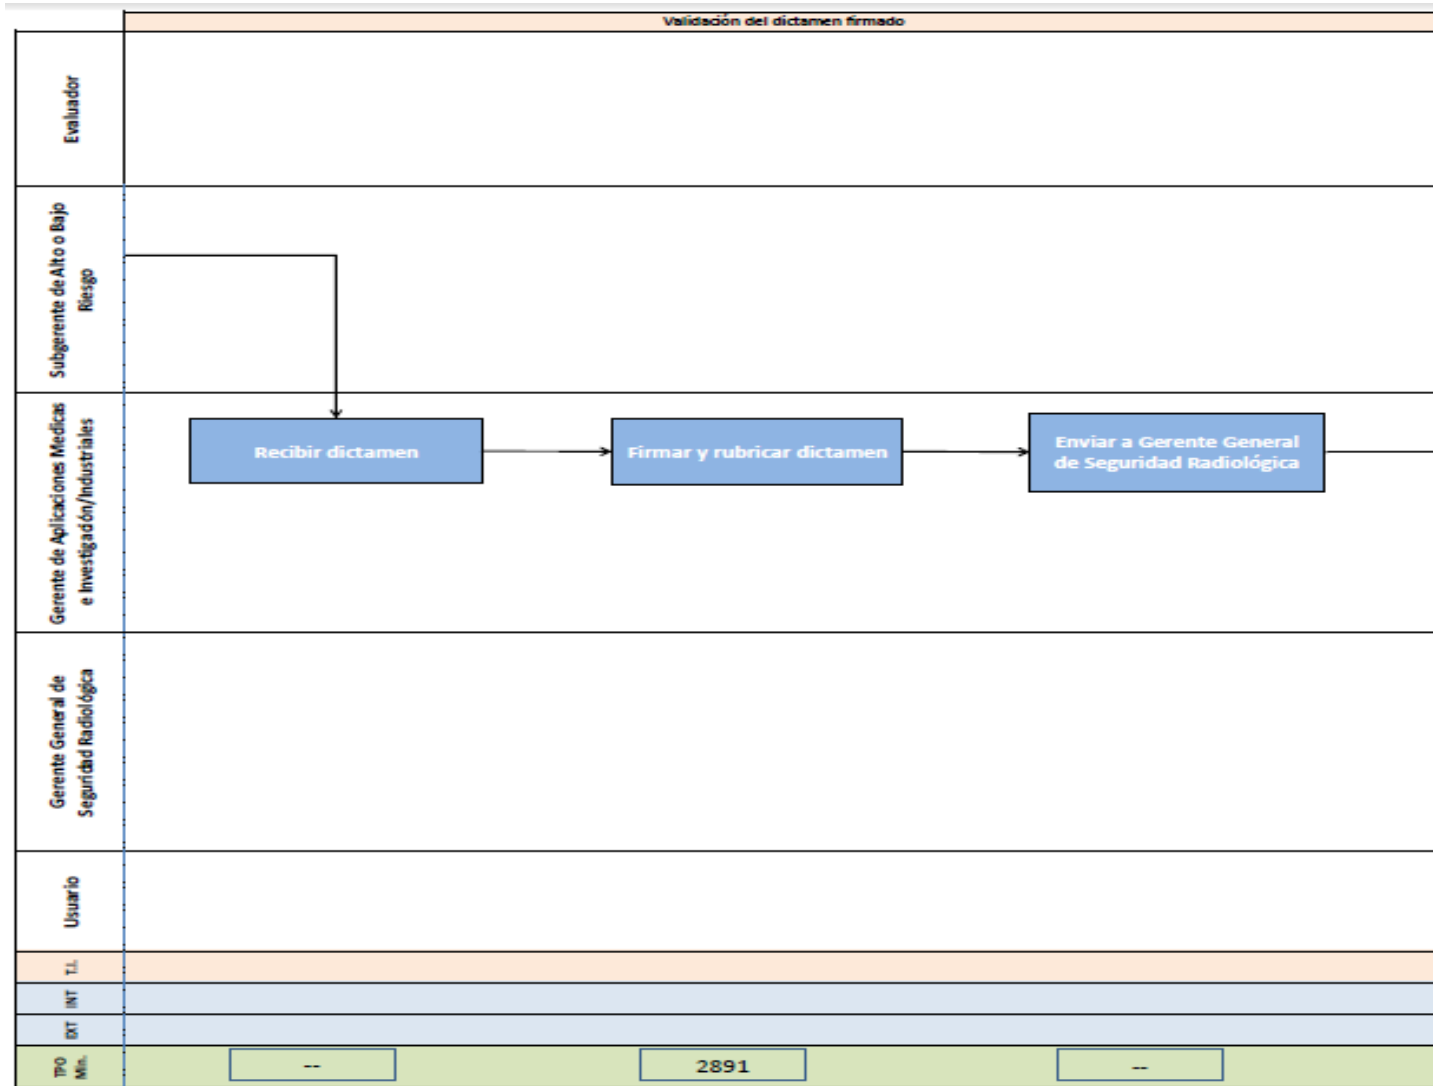 Validación del dictamen firmado
Evaluador
Subgerente de Alto o Bajo
Riesgo
Gerente de Aplicaciones Medicas
e Investigadón/Industriales
Recibir dictamen
Firmar y rubricar dictamen
Enviar a Gerente General
de Seguridad Radiológica
Gerente General de
Seguridad Radiológica
Usuario
T.I.
INT
EXT
TPO
Min.
--
2891
--